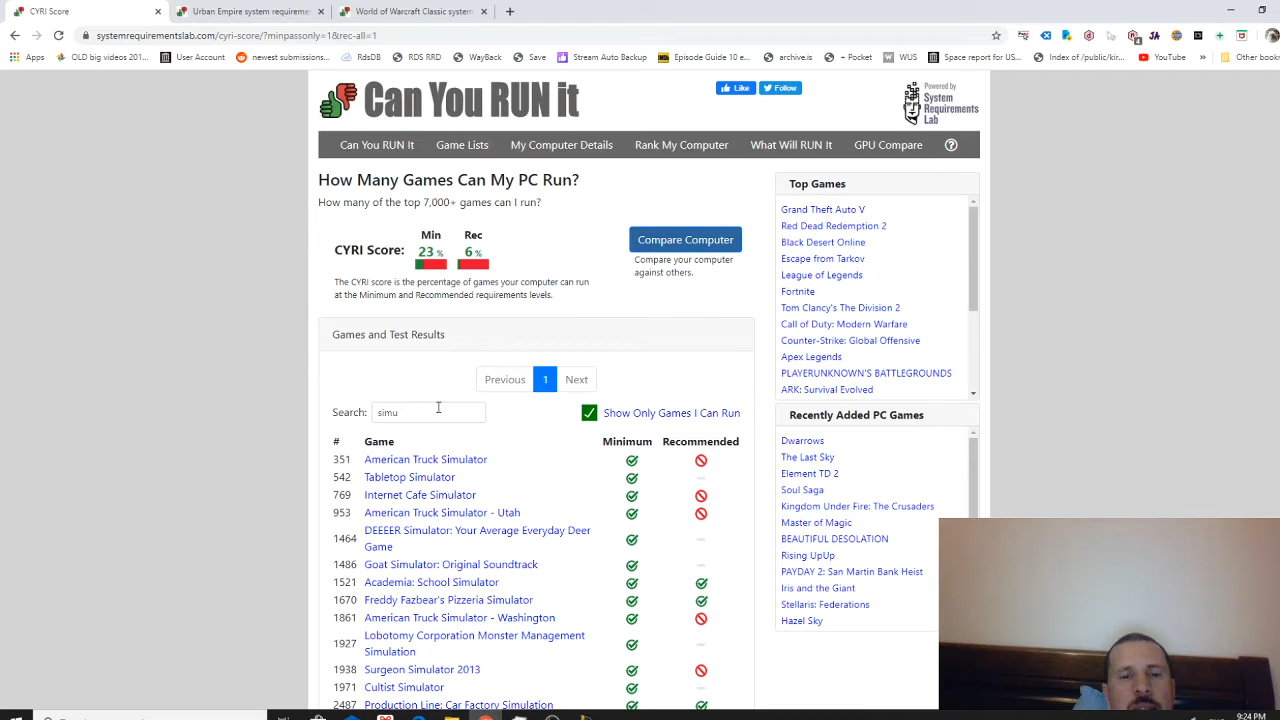 CYRI Score
Urban Empire system requiremen
World of Warcraft Classic system
systemrequirementslab.com/cyri-score/?minpassonly=1&rec-all=1
Apps
OLD big videos 201...
User Account
newest submissions...
RdsDB
RDS RRD
WayBack
Save
Stream Auto Backup
Episode Guide 10 e...
archive.is
+ Pocket
WUS
Space report for US...
Index of /public/kir...
YouTube
»
Other book
Can You RUN it
Like
Follow
Powered by
System
Requirements
Lab
Can You RUN It
Game Lists
My Computer Details
Rank My Computer
What Will RUN It
GPU Compare
?
How Many Games Can My PC Run?
How many of the top 7,000+ games can I run?
Min Rec
CYRI Score: 23 % 6 %
The CYRI score is the percentage of games your computer can run
at the Minimum and Recommended requirements levels.
Compare Computer
Compare your computer
against others.
Games and Test Results
Previous 1 Next
Search: simu
Show Only Games I Can Run
# Game Minimum Recommended
351 American Truck Simulator
542 Tabletop Simulator
769 Internet Cafe Simulator
953 American Truck Simulator - Utah
1464 DEEEER Simulator: Your Average Everyday Deer
Game
1486 Goat Simulator: Original Soundtrack
1521 Academia: School Simulator
1670 Freddy Fazbear's Pizzeria Simulator
1861 American Truck Simulator - Washington
1927 Lobotomy Corporation Monster Management
Simulation
1938 Surgeon Simulator 2013
1971 Cultist Simulator
2487 Production Line: Car Factory Simulation
Top Games
Grand Theft Auto V
Red Dead Redemption 2
Black Desert Online
Escape from Tarkov
League of Legends
Fortnite
Tom Clancy's The Division 2
Call of Duty: Modern Warfare
Counter-Strike: Global Offensive
Apex Legends
PLAYERUNKNOWN'S BATTLEGROUNDS
ARK: Survival Evolved
Recently Added PC Games
Dwarrows
The Last Sky
Element TD 2
Soul Saga
Kingdom Under Fire: The Crusaders
Master of Magic
BEAUTIFUL DESOLATION
Rising UpUp
PAYDAY 2: San Martin Bank Heist
Iris and the Giant
Stellaris: Federations
Hazel Sky
9:24 PM